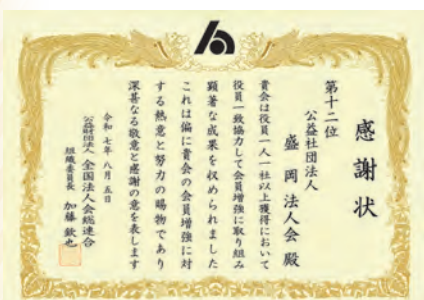 感謝状
第十二位
公益社団法人
盛岡法人会 殿
貴会は役員一人一社以上獲得において
役員一致協力して会員増強に取り組み
顕著な成果を収められました
これは偏に貴会の会員増強に対
する熱意と努力の賜物であり
深甚なる敬意と感謝の意を表します
令和七年八月五日
公益財団法人 全国法人会総連合
組織委員長 加藤欽也